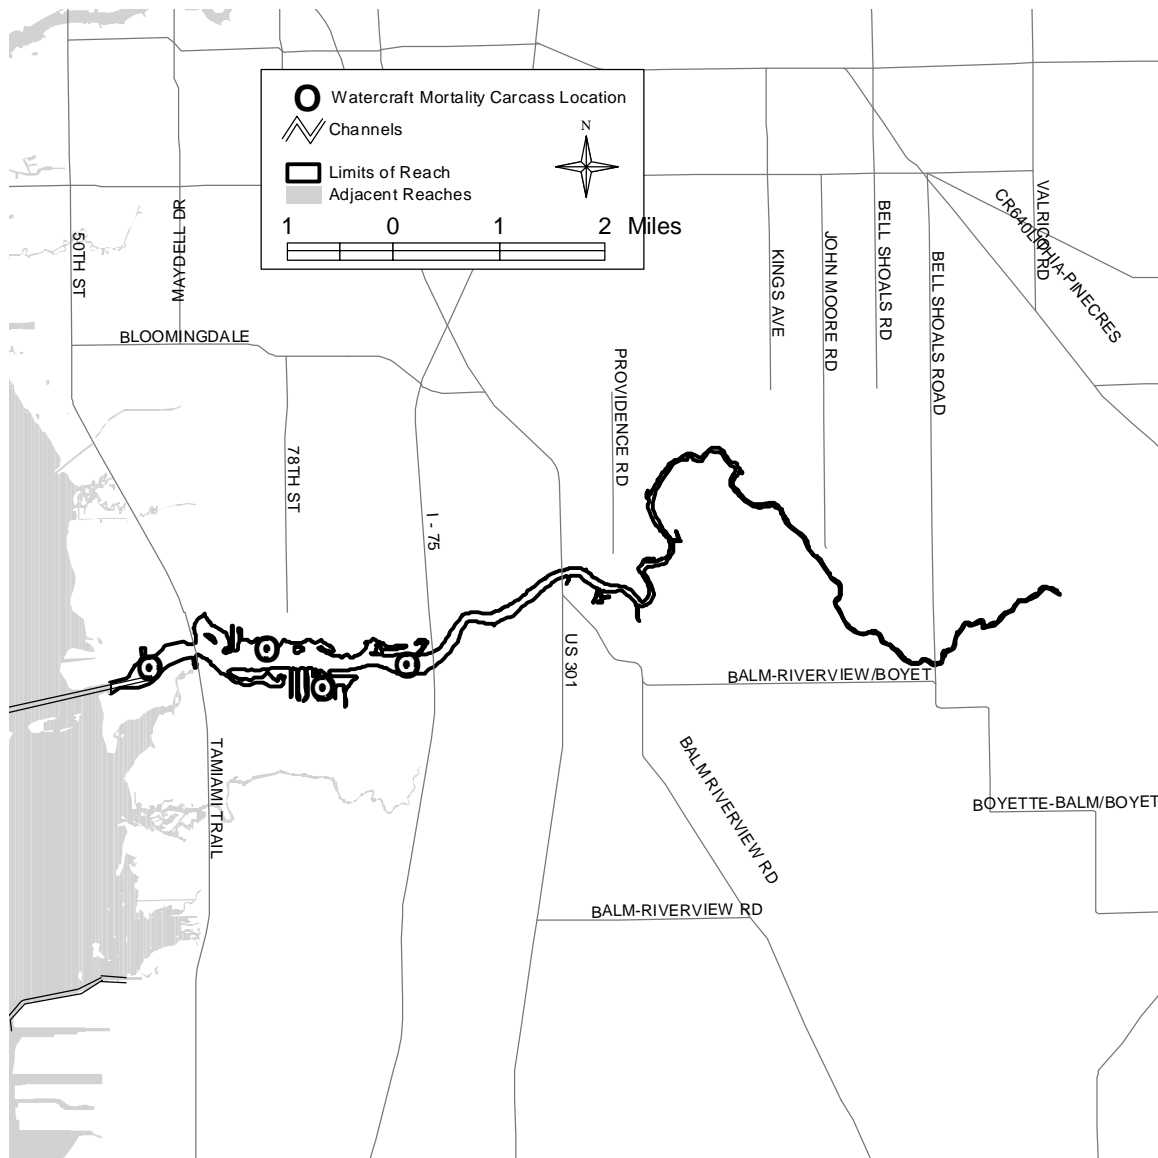 Watercraft Mortality Carcass Location
Channels
N
Limits of Reach
Adjacent Reaches
1 0 1 2 Miles
50TH ST
MAYDELL DR
BLOOMINGDALE
78TH ST
I - 75
PROVIDENCE RD
KINGS AVE
JOHN MOORE RD
BELL SHOALS RD
BELL SHOALS ROAD
VALRICO RD
CR640LITHIA-PINECRES
US 301
BALM-RIVERVIEW/BOYET
TAMIAMI TRAIL
BALM RIVERVIEW RD
BOYETTE-BALM/BOYET
BALM-RIVERVIEW RD